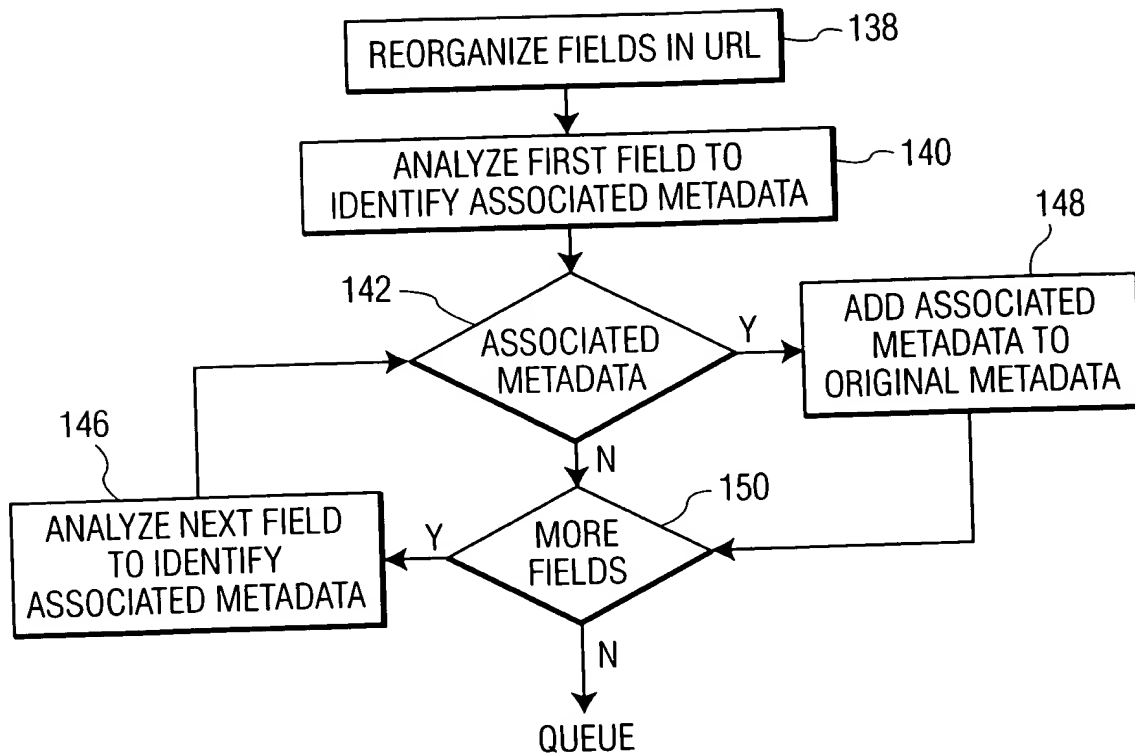 REORGANIZE FIELDS IN URL
138
ANALYZE FIRST FIELD TO
IDENTIFY ASSOCIATED METADATA
140
142
ASSOCIATED
METADATA
Y
148
ADD ASSOCIATED
METADATA TO
ORIGINAL METADATA
N
146
ANALYZE NEXT FIELD
TO IDENTIFY
ASSOCIATED METADATA
Y
150
MORE
FIELDS
N
QUEUE